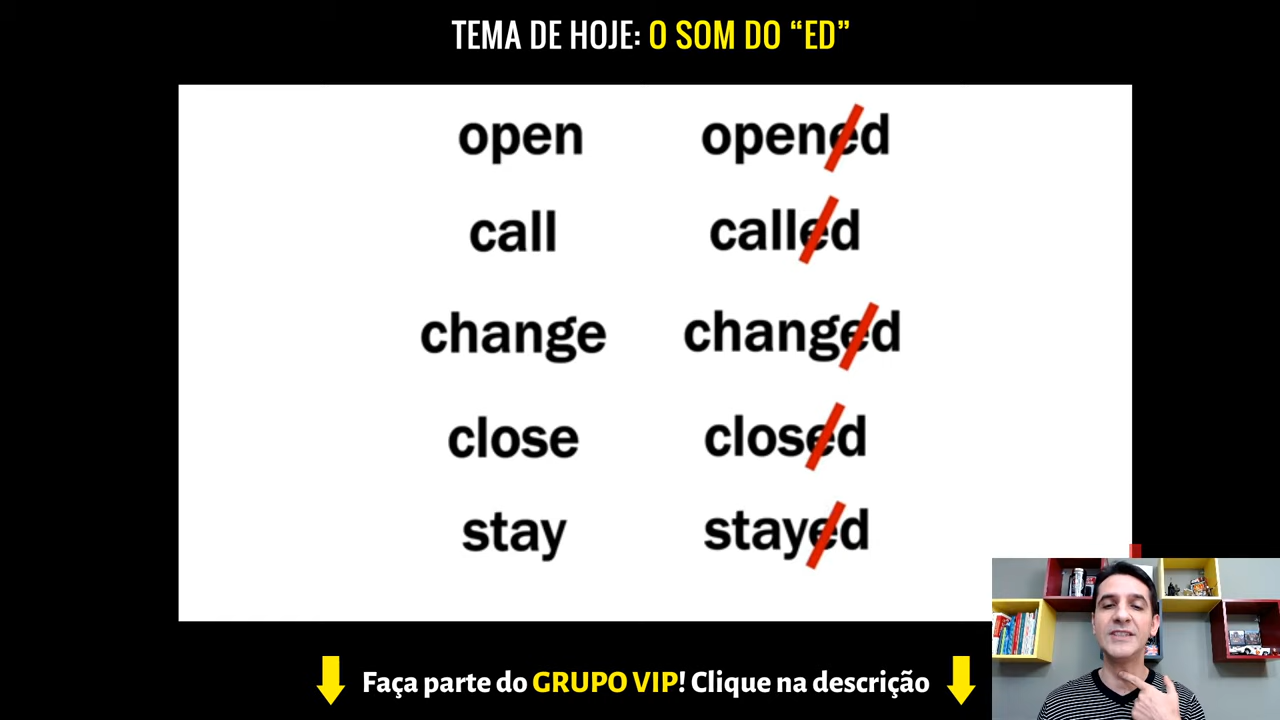 TEMA DE HOJE: O SOM DO “ED”
open opened
call called
change changed
close closed
stay stayed
Faça parte do GRUPO VIP! Clique na descrição